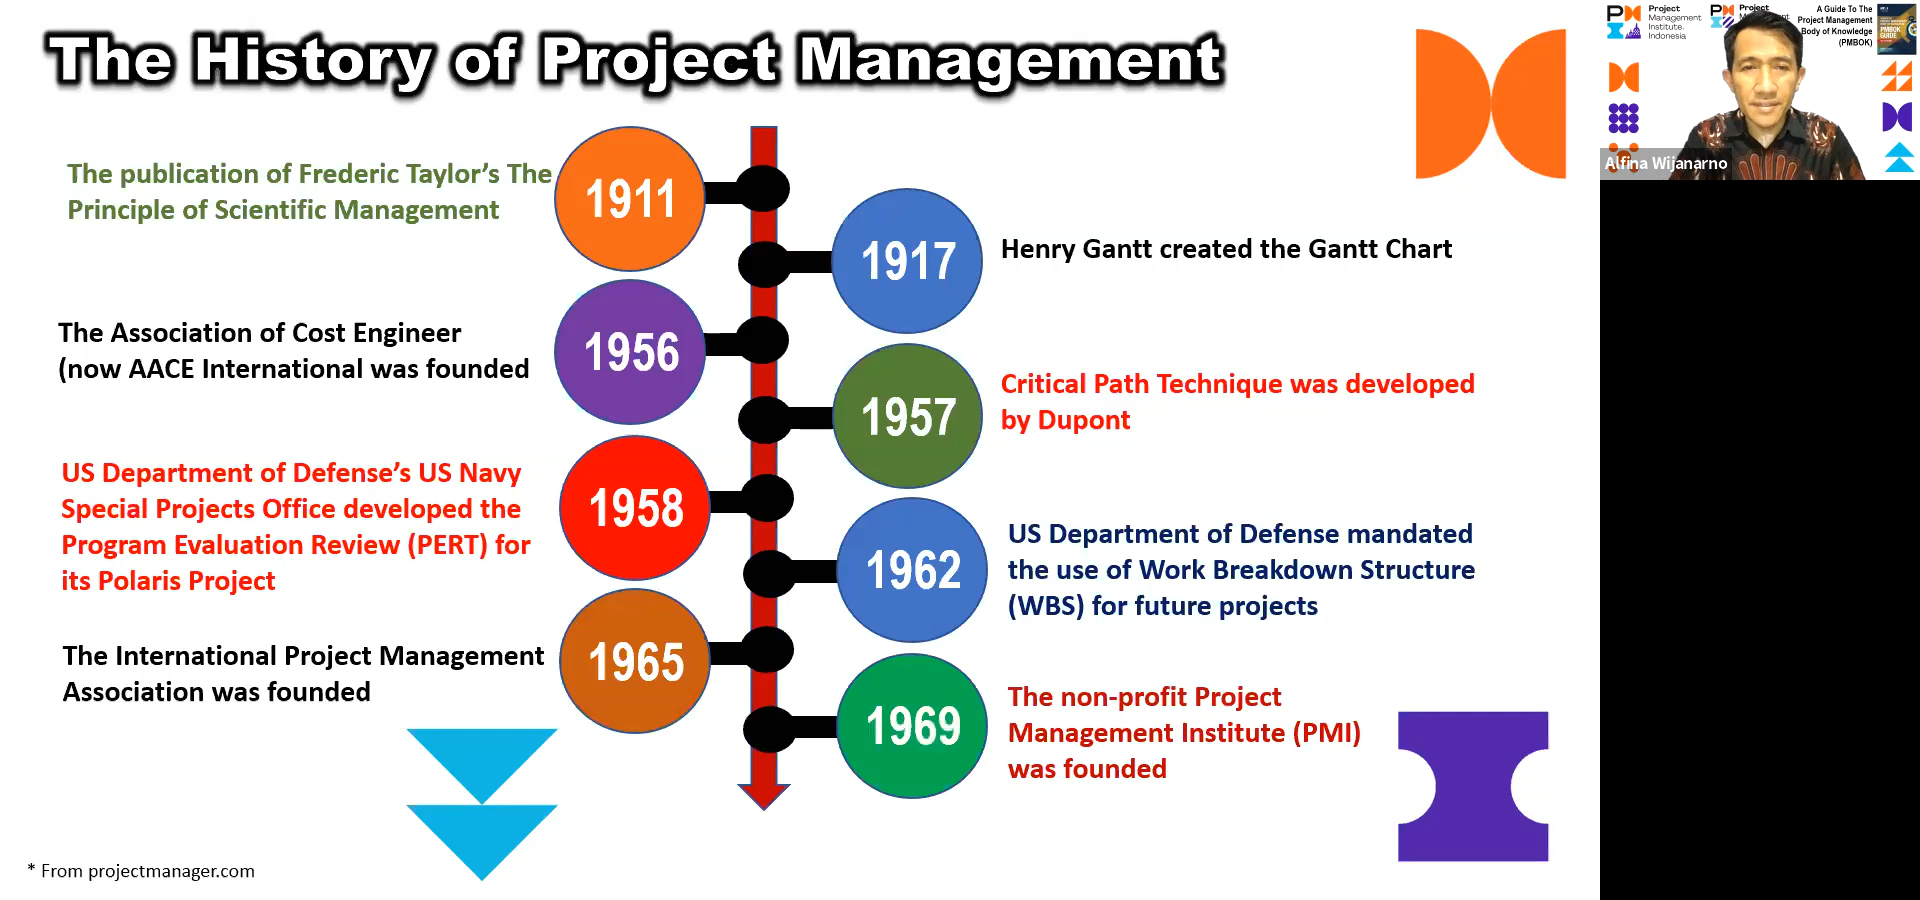 The History of Project Management
The publication of Frederic Taylor’s The
Principle of Scientific Management
1911
1917
Henry Gantt created the Gantt Chart
The Association of Cost Engineer
(now AACE International was founded
1956
1957
Critical Path Technique was developed
by Dupont
US Department of Defense’s US Navy
Special Projects Office developed the
Program Evaluation Review (PERT) for
its Polaris Project
1958
1962
US Department of Defense mandated
the use of Work Breakdown Structure
(WBS) for future projects
The International Project Management
Association was founded
1965
1969
The non-profit Project
Management Institute (PMI)
was founded
* From projectmanager.com
Project
Management
Institute.
Indonesia
Project
A Guide To The
Project Management
Body of Knowledge
(PMBOK)
PMBOK
GUIDE
Alfina Wijanarno